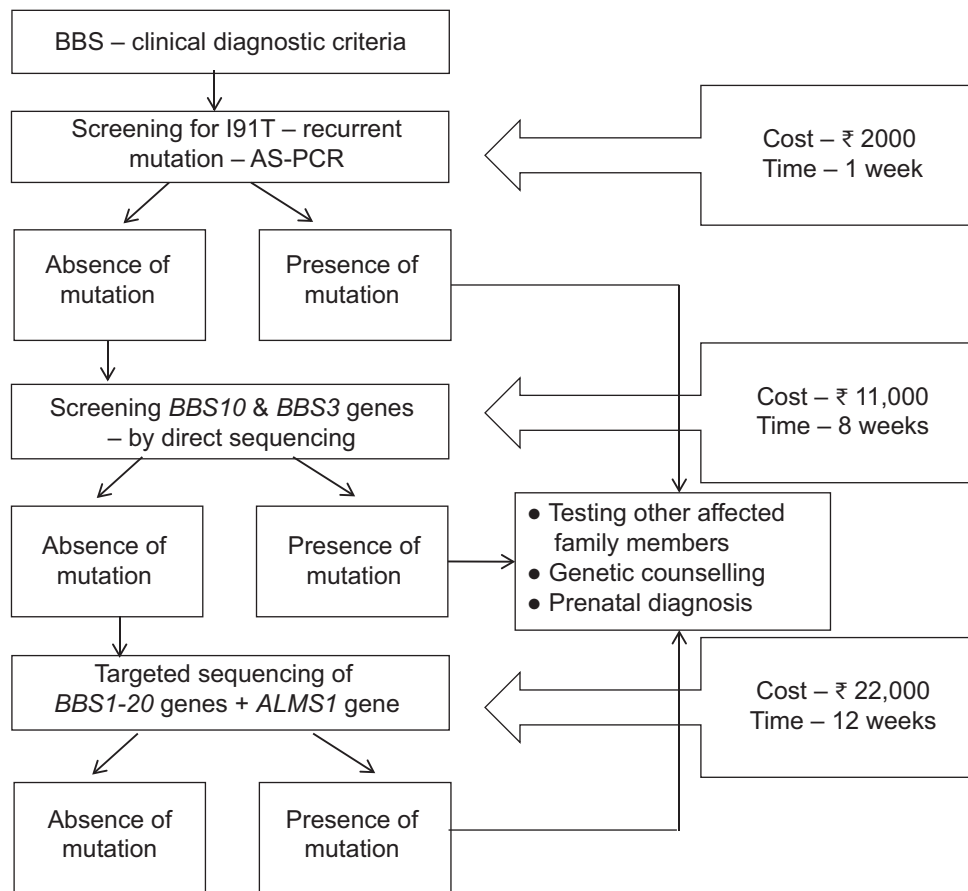 BBS – clinical diagnostic criteria
Screening for I91T – recurrent
mutation – AS-PCR
Cost – ₹ 2000
Time – 1 week
Absence of
mutation
Presence of
mutation
Screening BBS10 & BBS3 genes
– by direct sequencing
Cost – ₹ 11,000
Time – 8 weeks
Absence of
mutation
Presence of
mutation
● Testing other affected
family members
● Genetic counselling
● Prenatal diagnosis
Targeted sequencing of
BBS1-20 genes + ALMS1 gene
Cost – ₹ 22,000
Time – 12 weeks
Absence of
mutation
Presence of
mutation